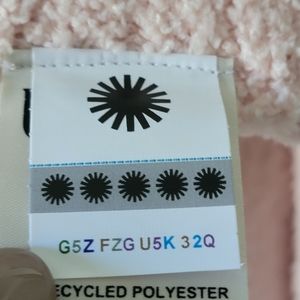 G5Z FZG U5K 32Q
ECYCLED POLYESTER